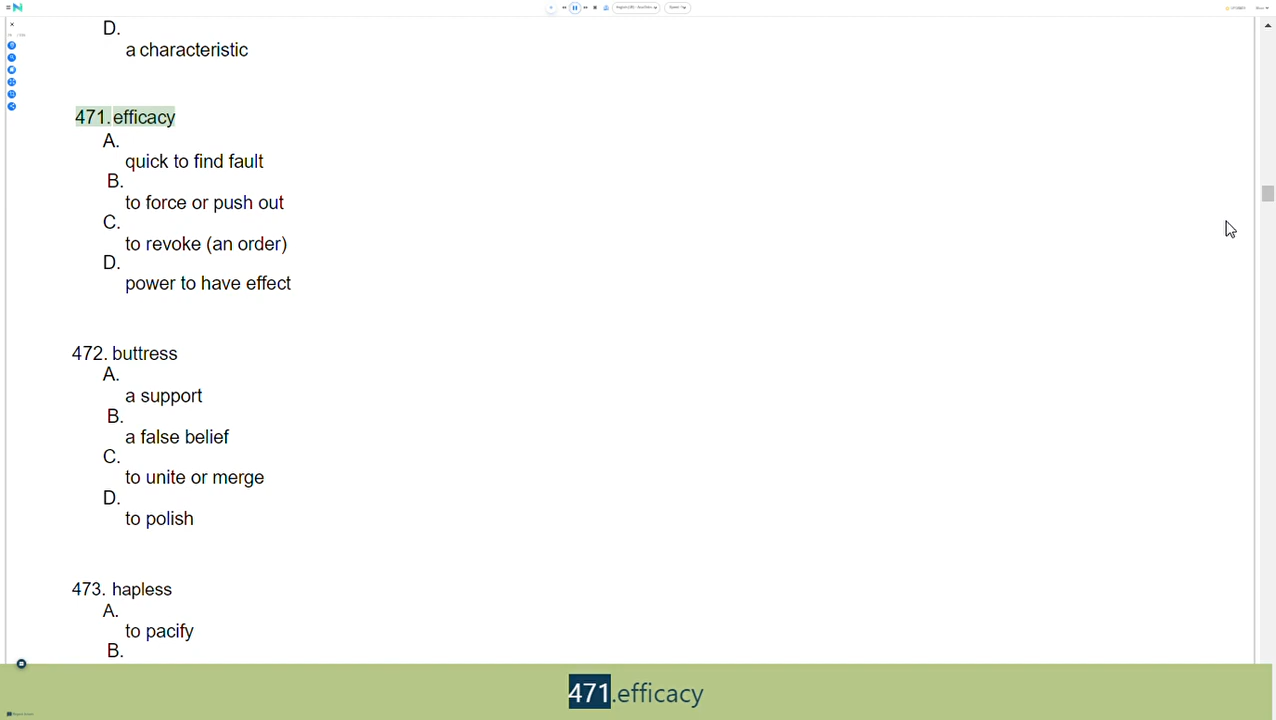 D.
a characteristic
471. efficacy
A.
quick to find fault
B.
to force or push out
C.
to revoke (an order)
D.
power to have effect
472. buttress
A.
a support
B.
a false belief
C.
to unite or merge
D.
to polish
473. hapless
A.
to pacify
B.
471.efficacy